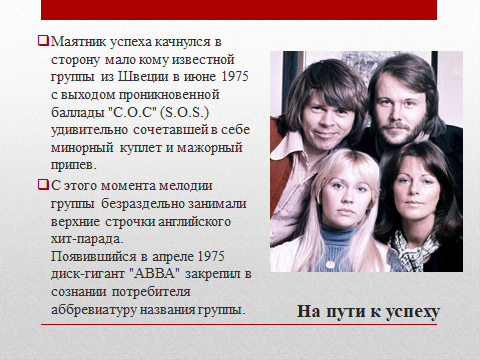 Маятник успеха качнулся в
сторону мало кому известной
группы из Швеции в июне 1975
с выходом проникновенной
баллады "С.О.С" (S.O.S.)
удивительно сочетавшей в себе
минорный куплет и мажорный
припев.
С этого момента мелодии
группы безраздельно занимали
верхние строчки английского
хит-парада.
Появившийся в апреле 1975
диск-гигант "АВВА" закрепил в
сознании потребителя
аббревиатуру названия группы.
На пути к успеху